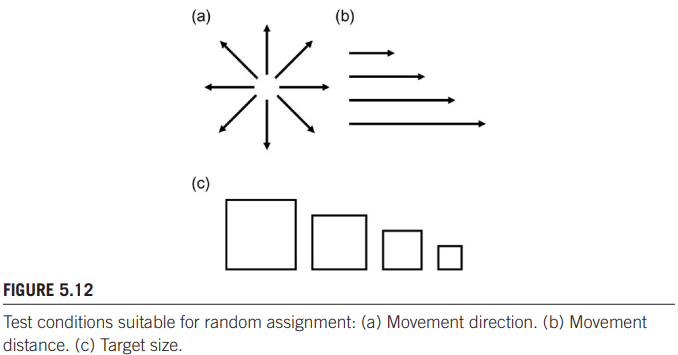 (a)
(b)
(c)
FIGURE 5.12
Test conditions suitable for random assignment: (a) Movement direction. (b) Movement
distance. (c) Target size.